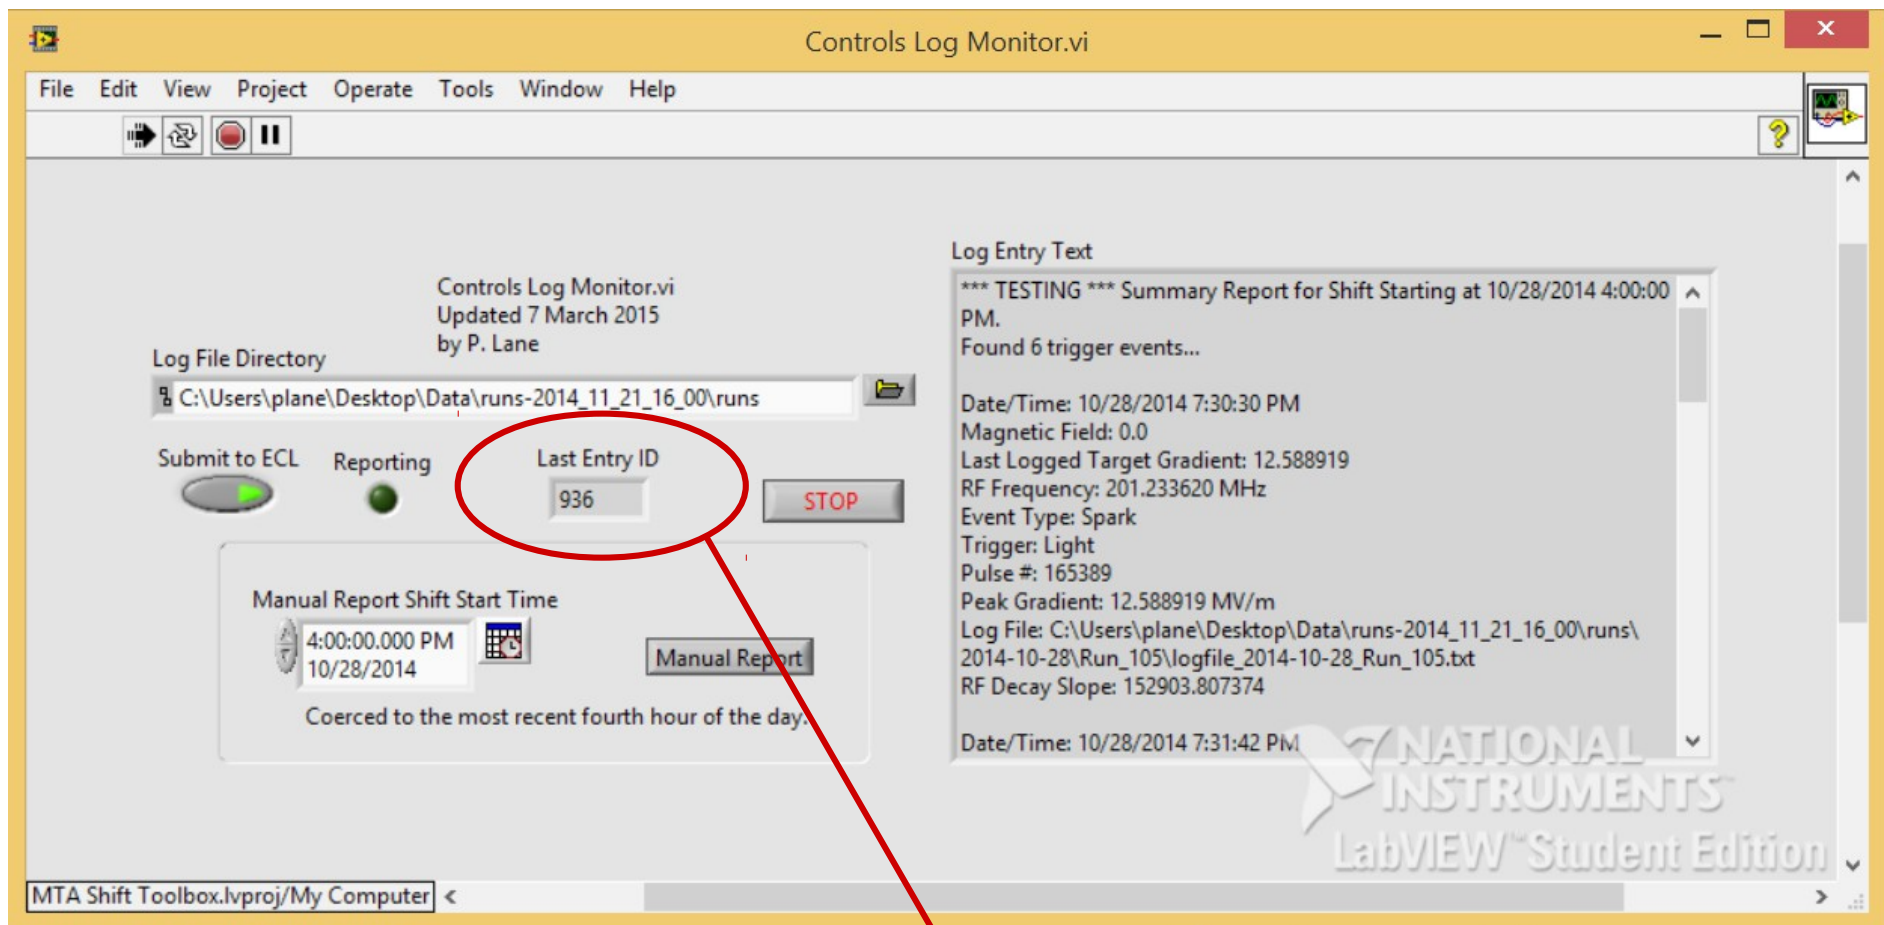 Controls Log Monitor.vi
File Edit View Project Operate Tools Window Help
Controls Log Monitor.vi
Updated 7 March 2015
by P. Lane
Log File Directory
C:\Users\plane\Desktop\Data\runs-2014_11_21_16_00\runs
Submit to ECL
Reporting
Last Entry ID
936
STOP
Manual Report Shift Start Time
4:00:00.000 PM
10/28/2014
Manual Report
Coerced to the most recent fourth hour of the day.
Log Entry Text
*** TESTING *** Summary Report for Shift Starting at 10/28/2014 4:00:00
PM.
Found 6 trigger events...
Date/Time: 10/28/2014 7:30:30 PM
Magnetic Field: 0.0
Last Logged Target Gradient: 12.588919
RF Frequency: 201.233620 MHz
Event Type: Spark
Trigger: Light
Pulse #: 165389
Peak Gradient: 12.588919 MV/m
Log File: C:\Users\plane\Desktop\Data\runs-2014_11_21_16_00\runs\
2014-10-28\Run_105\logfile_2014-10-28_Run_105.txt
RF Decay Slope: 152903.807374
Date/Time: 10/28/2014 7:31:42 PM
NATIONAL
INSTRUMENTS™
LabVIEW™ Student Edition
MTA Shift Toolbox.lvproj/My Computer